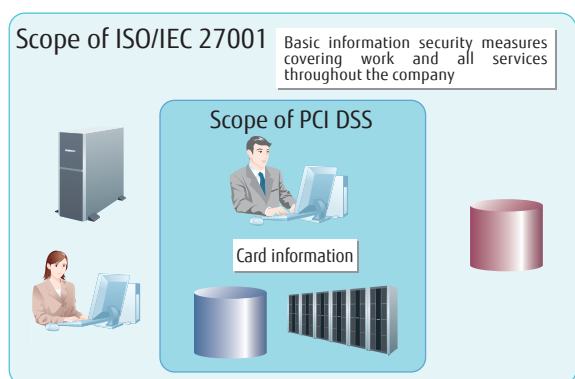 Scope of ISO/IEC 27001
Basic information security measures
covering work and all services
throughout the company
Scope of PCI DSS
Card information